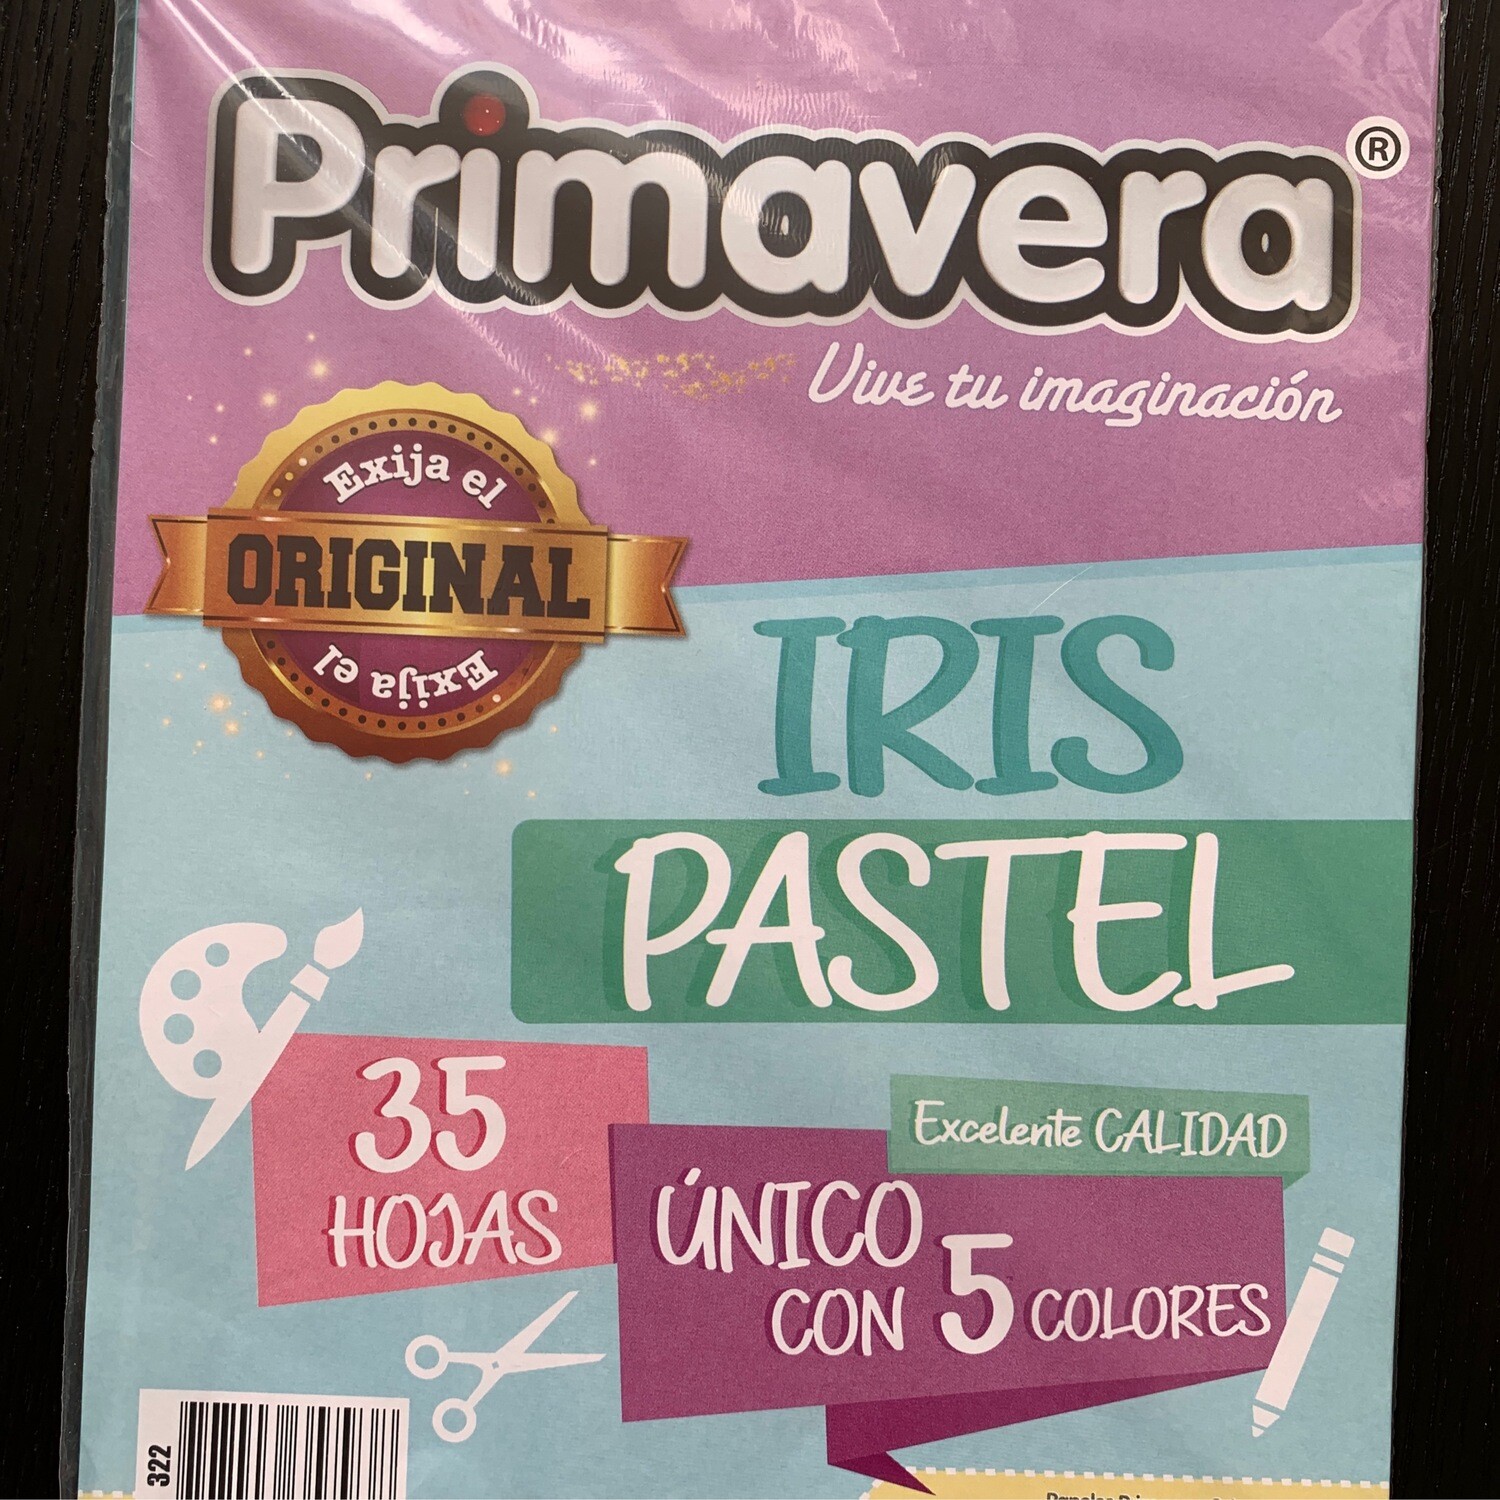 Primavera®
Vive tu imaginación
Exija el
ORIGINAL
Exija el
IRIS
PASTEL
35
HOJAS
Excelente CALIDAD
ÚNICO
CON 5 COLORES
322